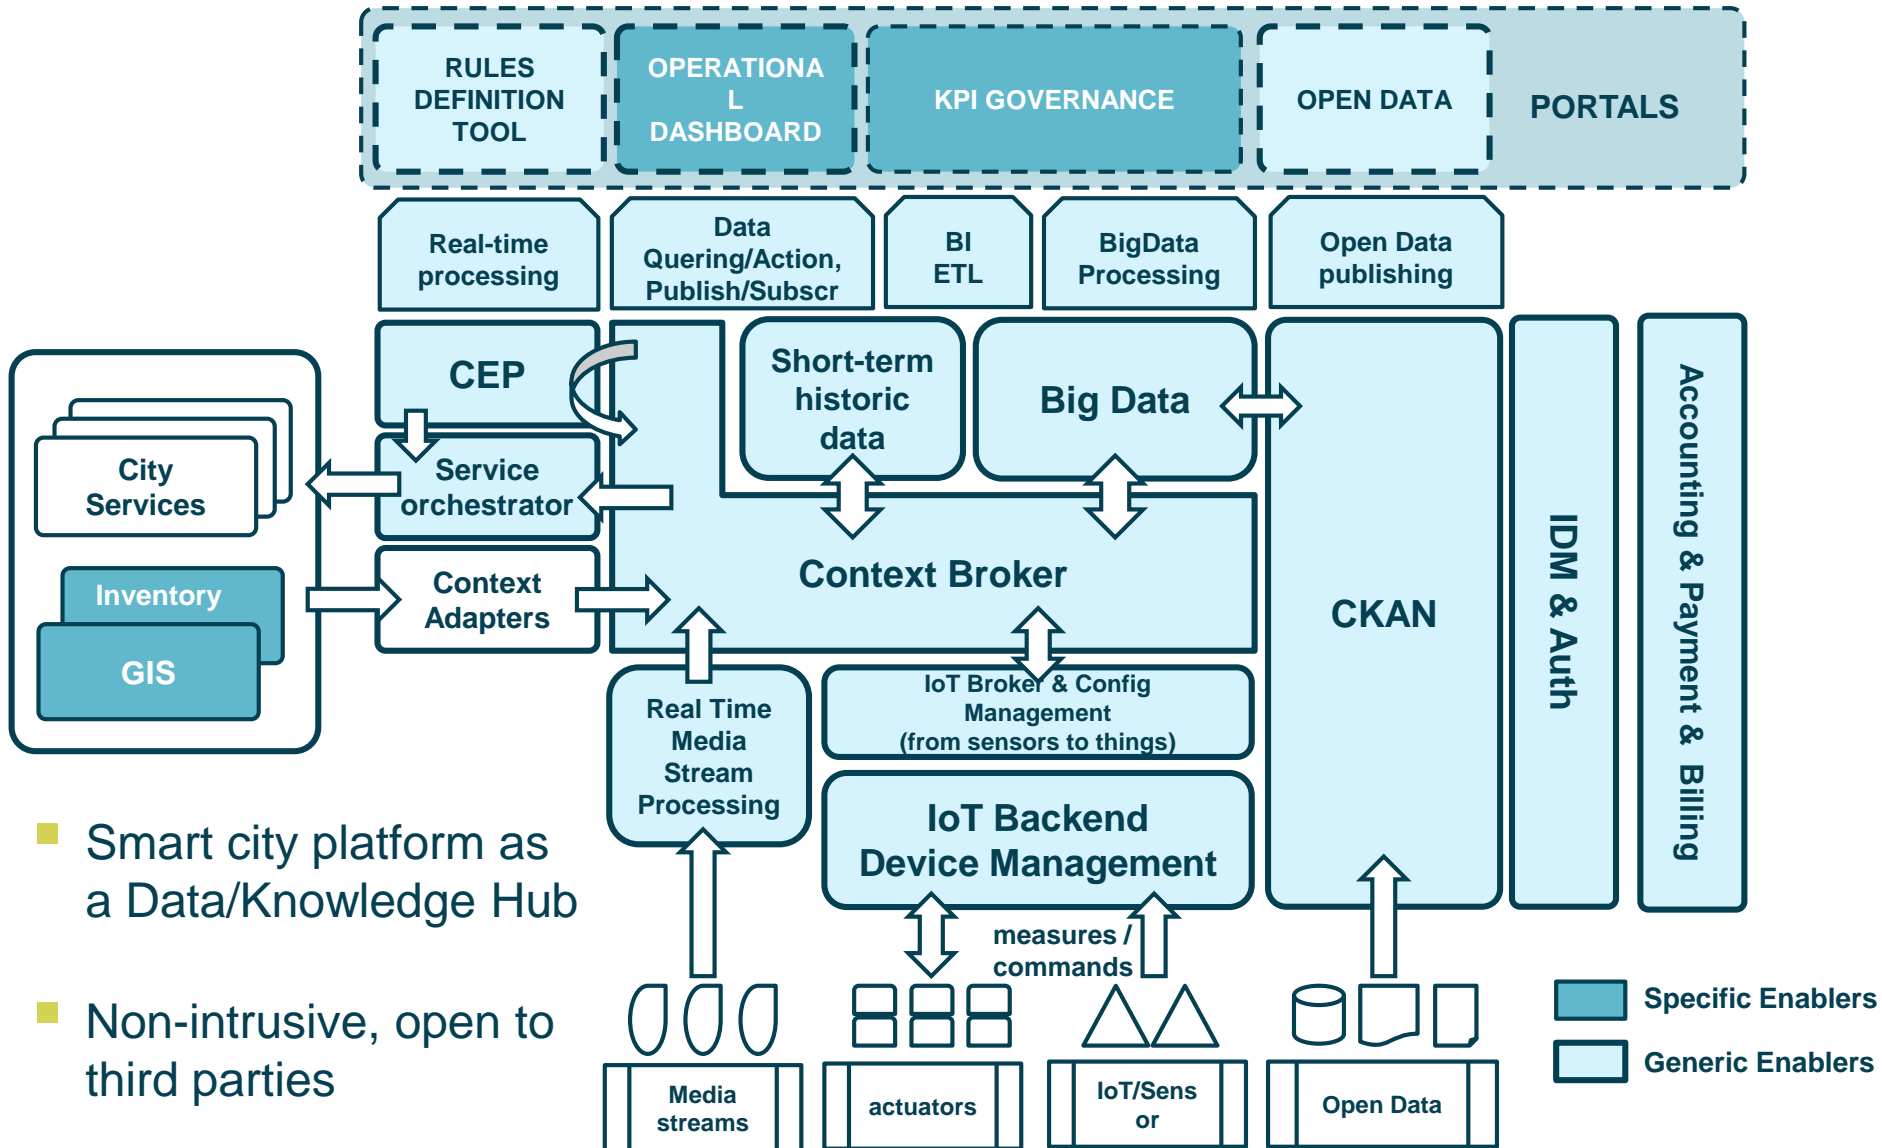 RULES
DEFINITION
TOOL
OPERATIONA
L
DASHBOARD
KPI GOVERNANCE
OPEN DATA
PORTALS
Real-time
processing
Data
Quering/Action,
Publish/Subscr
BI
ETL
BigData
Processing
Open Data
publishing
CEP
Short-term
historic
data
Big Data
City
Services
Service
orchestrator
Context Broker
Inventory
GIS
Context
Adapters
CKAN
IDM & Auth
Accounting & Payment & Billing
Real Time
Media
Stream
Processing
IoT Broker & Config
Management
(from sensors to things)
IoT Backend
Device Management
Smart city platform as
a Data/Knowledge Hub
measures /
commands
Non-intrusive, open to
third parties
Specific Enablers
Generic Enablers
Media
streams
actuators
IoT/Sens
or
Open Data